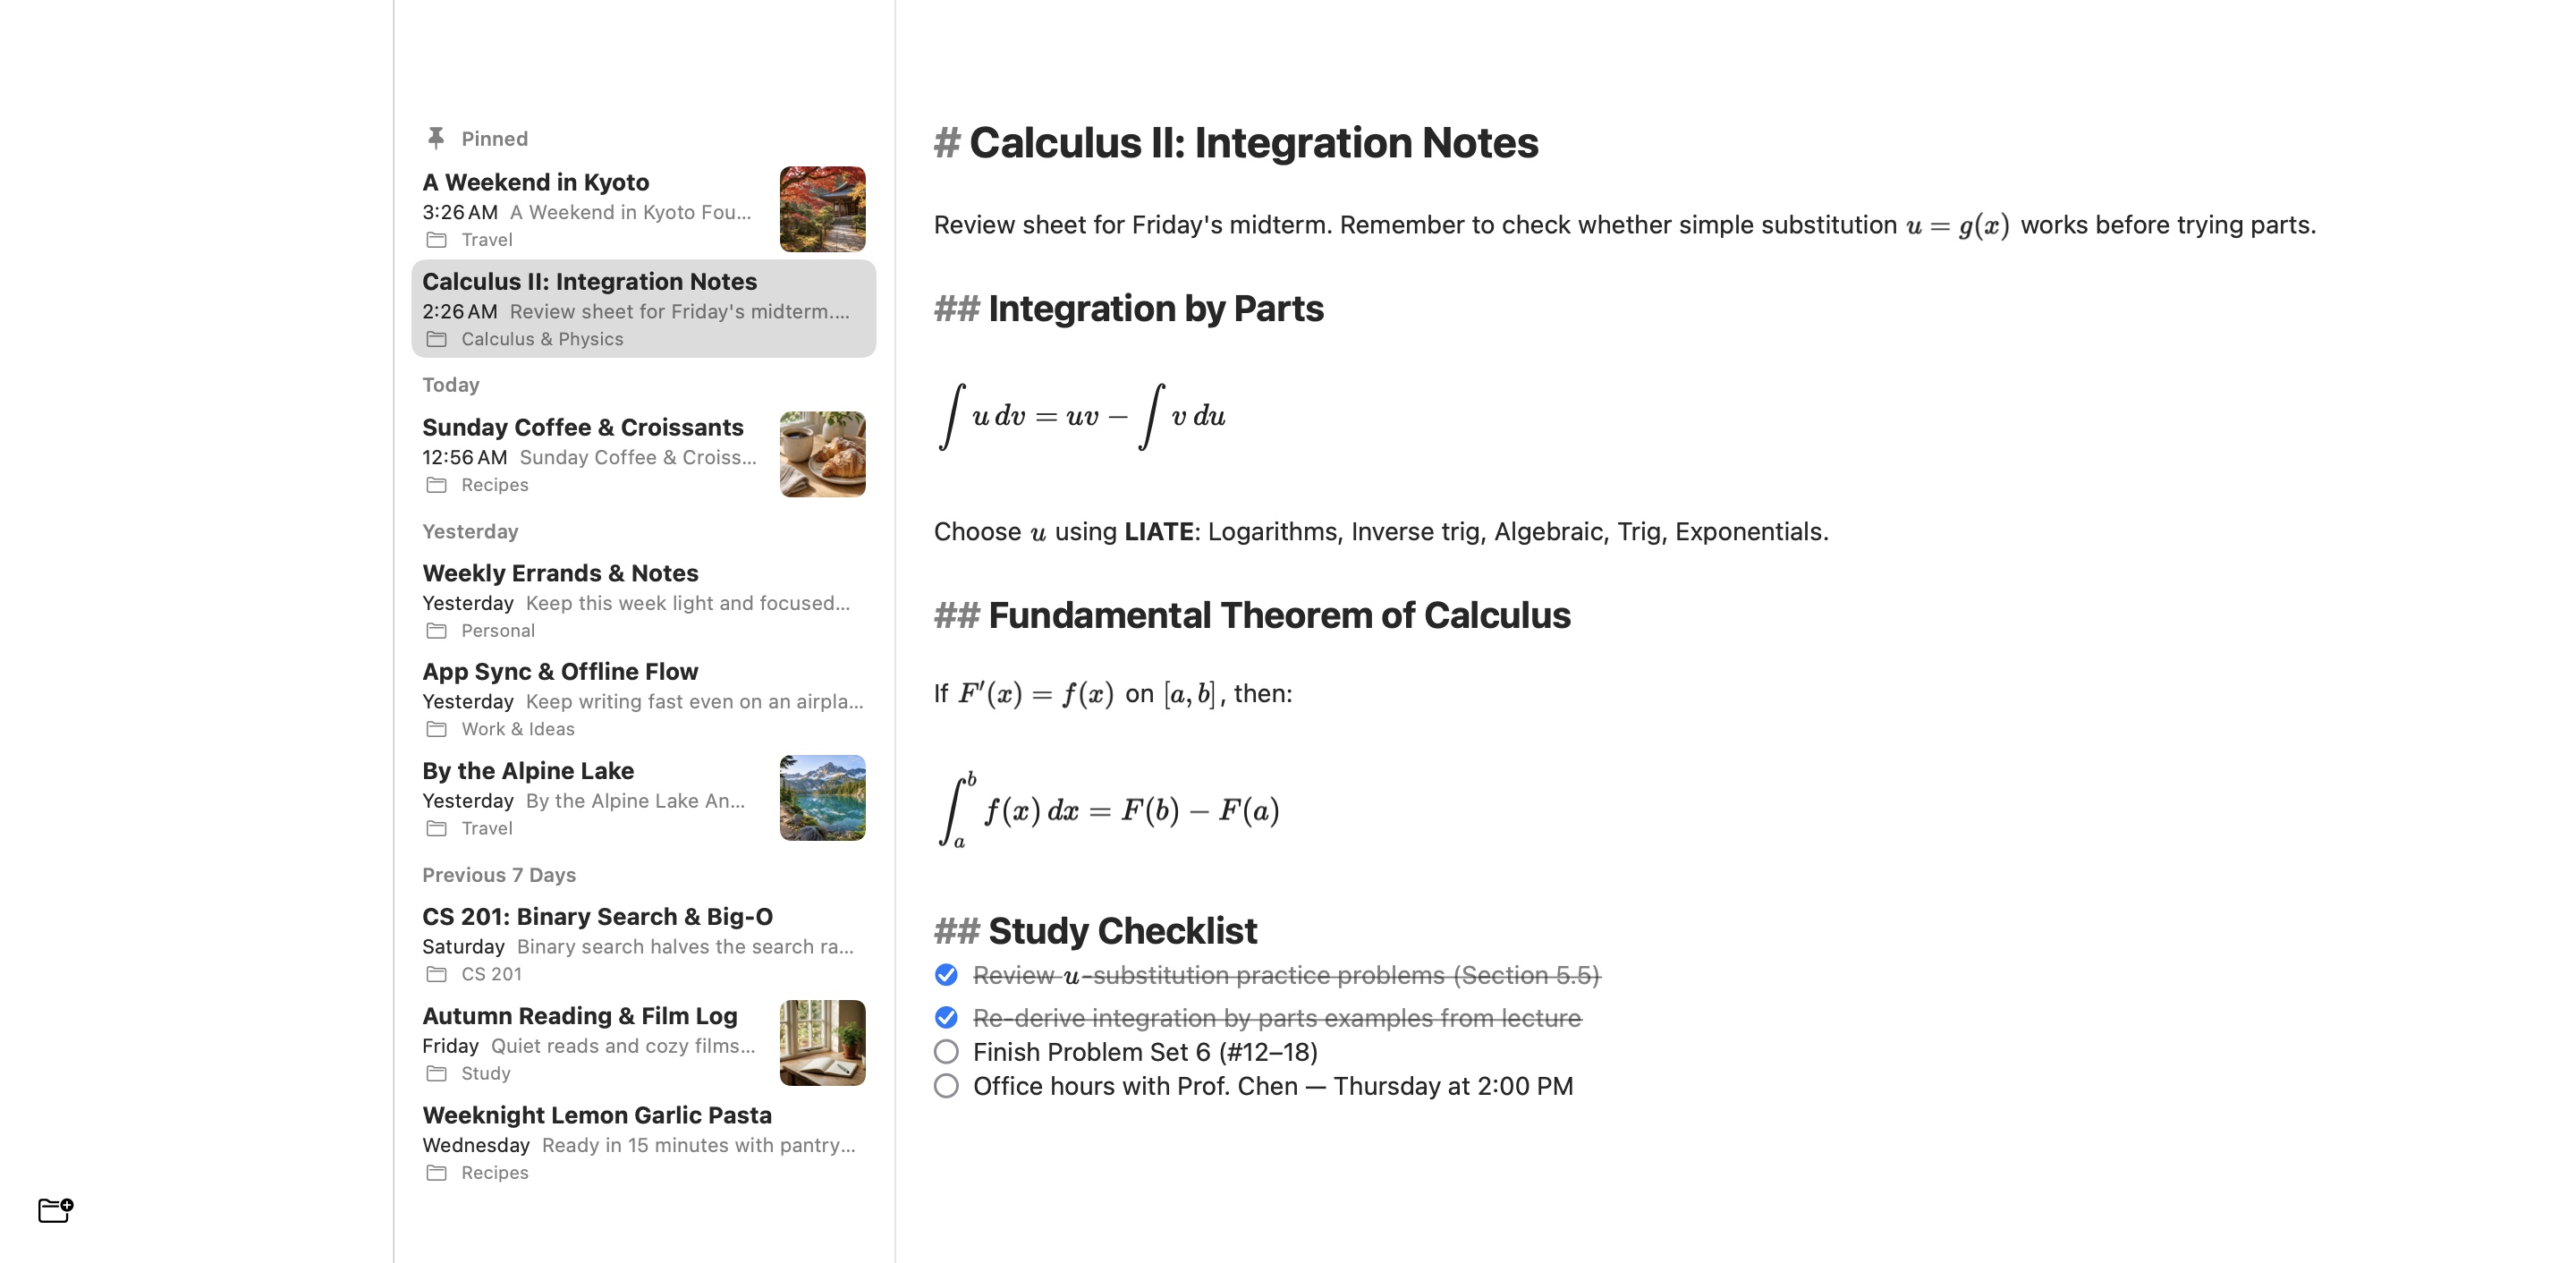 Pinned
A Weekend in Kyoto
3:26 AM A Weekend in Kyoto Fou...
Travel
Calculus II: Integration Notes
2:26 AM Review sheet for Friday's midterm....
Calculus & Physics
Today
Sunday Coffee & Croissants
12:56 AM Sunday Coffee & Croiss...
Recipes
Yesterday
Weekly Errands & Notes
Yesterday Keep this week light and focused...
Personal
App Sync & Offline Flow
Yesterday Keep writing fast even on an airpla...
Work & Ideas
By the Alpine Lake
Yesterday By the Alpine Lake An...
Travel
Previous 7 Days
CS 201: Binary Search & Big-O
Saturday Binary search halves the search ra...
CS 201
Autumn Reading & Film Log
Friday Quiet reads and cozy films...
Study
Weeknight Lemon Garlic Pasta
Wednesday Ready in 15 minutes with pantry...
Recipes
# Calculus II: Integration Notes
Review sheet for Friday's midterm. Remember to check whether simple substitution u = g(x) works before trying parts.
## Integration by Parts
∫ u dv = uv − ∫ v du
Choose u using LIATE: Logarithms, Inverse trig, Algebraic, Trig, Exponentials.
## Fundamental Theorem of Calculus
If F′(x) = f(x) on [a, b], then:
∫_a^b f(x) dx = F(b) − F(a)
## Study Checklist
Review u-substitution practice problems (Section 5.5)
Re-derive integration by parts examples from lecture
Finish Problem Set 6 (#12–18)
Office hours with Prof. Chen — Thursday at 2:00 PM